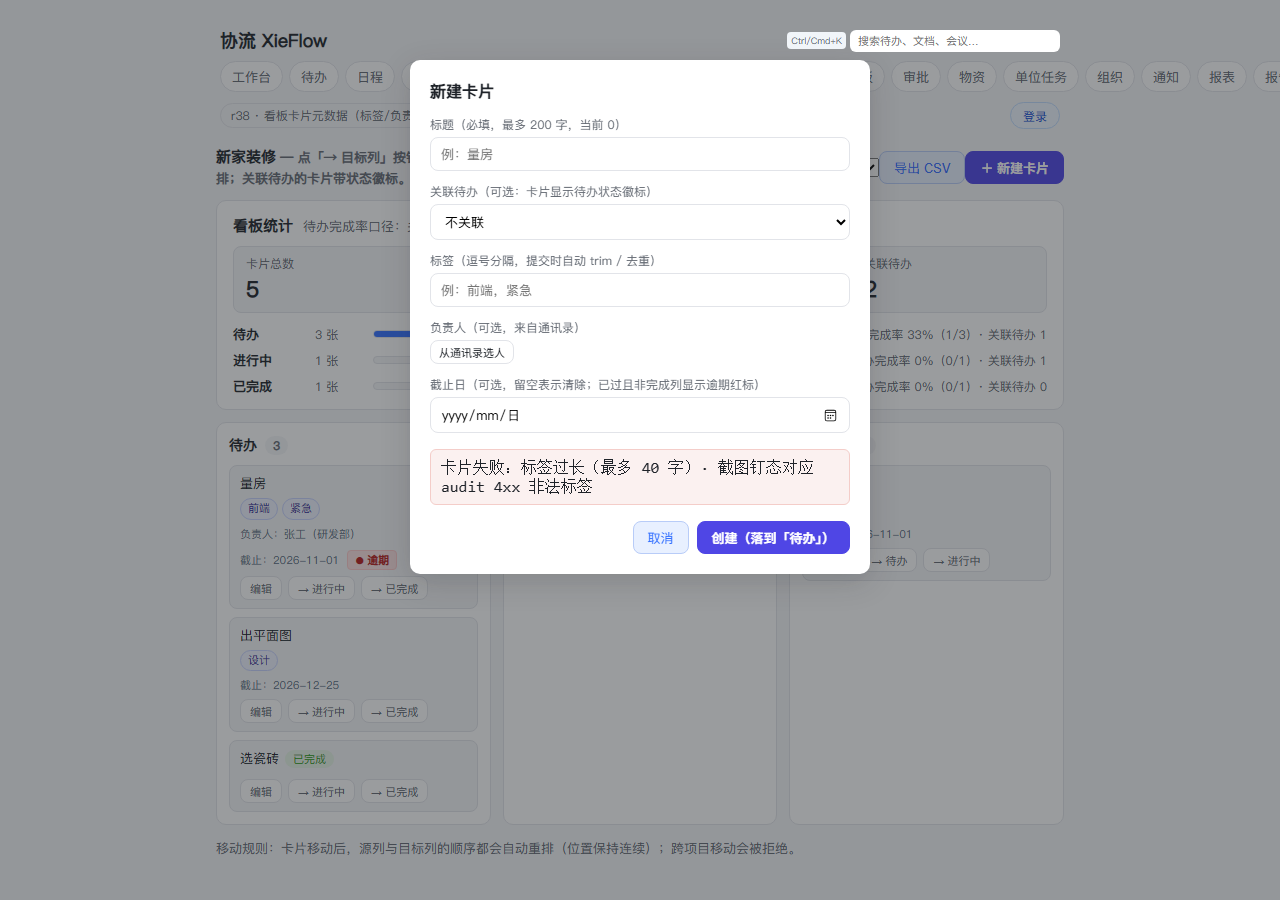 协流 XieFlow
Ctrl/Cmd+K
搜索待办、文档、会议…
工作台
待办
日程
审批
物资
单位任务
组织
通知
报表
r38 · 看板卡片元数据（标签/负责
登录
新家装修 — 点「→ 目标列」按
排；关联待办的卡片带状态徽标。
导出 CSV
＋ 新建卡片
看板统计
待办完成率口径：
卡片总数
5
关联待办
2
待办
3 张
完成率 33%（1/3）· 关联待办 1
进行中
1 张
完成率 0%（0/1）· 关联待办 1
已完成
1 张
完成率 0%（0/1）· 关联待办 0
待办
3
量房
前端
紧急
负责人：张工（研发部）
截止：2026-11-01
逾期
编辑
→ 进行中
→ 已完成
出平面图
设计
截止：2026-12-25
编辑
→ 进行中
→ 已完成
选瓷砖
已完成
编辑
→ 进行中
→ 已完成
-11-01
→ 待办
→ 进行中
新建卡片
标题（必填，最多 200 字，当前 0）
例：量房
关联待办（可选：卡片显示待办状态徽标）
不关联
标签（逗号分隔，提交时自动 trim / 去重）
例：前端，紧急
负责人（可选，来自通讯录）
从通讯录选人
截止日（可选，留空表示清除；已过且非完成列显示逾期红标）
yyyy/mm/日
卡片失败：标签过长（最多 40 字）· 截图钉态对应
audit 4xx 非法标签
取消
创建（落到「待办」）
移动规则：卡片移动后，源列与目标列的顺序都会自动重排（位置保持连续）；跨项目移动会被拒绝。